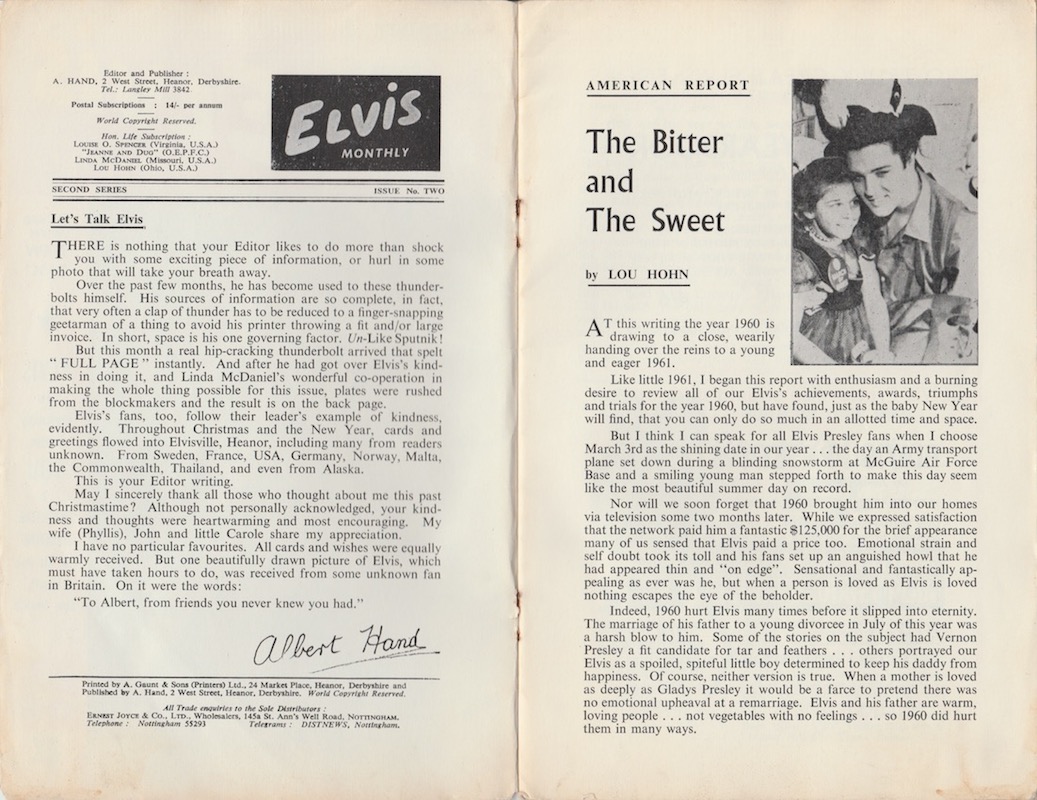 Editor and Publisher :
A. HAND, 2 West Street, Heanor, Derbyshire.
Tel.: Langley Mill 3842.
Postal Subscriptions : 14/- per annum
World Copyright Reserved.
Hon. Life Subscription :
LOUISE O. SPENCER (Virginia, U.S.A.)
"JEANNE AND DUG" (O.E.P.F.C.)
LINDA MCDANIEL (Missouri, U.S.A.)
LOU HOHN (Ohio, U.S.A.)
ELVIS
MONTHLY
SECOND SERIES ISSUE No. TWO
Let's Talk Elvis
THERE is nothing that your Editor likes to do more than shock
you with some exciting piece of information, or hurl in some
photo that will take your breath away.
Over the past few months, he has become used to these thunder-
bolts himself. His sources of information are so complete, in fact,
that very often a clap of thunder has to be reduced to a finger-snapping
geetarman of a thing to avoid his printer throwing a fit and/or large
invoice. In short, space is his one governing factor. Un-Like Sputnik!
But this month a real hip-cracking thunderbolt arrived that spelt
" FULL PAGE " instantly. And after he had got over Elvis's kind-
ness in doing it, and Linda McDaniel's wonderful co-operation in
making the whole thing possible for this issue, plates were rushed
from the blockmakers and the result is on the back page.
Elvis's fans, too, follow their leader's example of kindness,
evidently. Throughout Christmas and the New Year, cards and
greetings flowed into Elvisville, Heanor, including many from readers
unknown. From Sweden, France, USA, Germany, Norway, Malta,
the Commonwealth, Thailand, and even from Alaska.
This is your Editor writing.
May I sincerely thank all those who thought about me this past
Christmastime? Although not personally acknowledged, your kind-
ness and thoughts were heartwarming and most encouraging. My
wife (Phyllis), John and little Carole share my appreciation.
I have no particular favourites. All cards and wishes were equally
warmly received. But one beautifully drawn picture of Elvis, which
must have taken hours to do, was received from some unknown fan
in Britain. On it were the words:
"To Albert, from friends you never knew you had."
Albert Hand
Printed by A. Gaunt & Sons (Printers) Ltd., 24 Market Place, Heanor, Derbyshire and
Published by A. Hand, 2 West Street, Heanor, Derbyshire. World Copyright Reserved.
All Trade enquiries to the Sole Distributors :
ERNEST JOYCE & CO., LTD., Wholesalers, 145a St. Ann's Well Road, NOTTINGHAM.
Telephone : Nottingham 55293 Telegrams : DISTNEWS, Nottingham.
AMERICAN REPORT
The Bitter
and
The Sweet
by LOU HOHN
AT this writing the year 1960 is
drawing to a close, wearily
handing over the reins to a young
and eager 1961.
Like little 1961, I began this report with enthusiasm and a burning
desire to review all of our Elvis's achievements, awards, triumphs
and trials for the year 1960, but have found, just as the baby New Year
will find, that you can only do so much in an allotted time and space.
But I think I can speak for all Elvis Presley fans when I choose
March 3rd as the shining date in our year . . . the day an Army transport
plane set down during a blinding snowstorm at McGuire Air Force
Base and a smiling young man stepped forth to make this day seem
like the most beautiful summer day on record.
Nor will we soon forget that 1960 brought him into our homes
via television some two months later. While we expressed satisfaction
that the network paid him a fantastic $125,000 for the brief appearance
many of us sensed that Elvis paid a price too. Emotional strain and
self doubt took its toll and his fans set up an anguished howl that he
had appeared thin and "on edge". Sensational and fantastically ap-
pealing as ever was he, but when a person is loved as Elvis is loved
nothing escapes the eye of the beholder.
Indeed, 1960 hurt Elvis many times before it slipped into eternity.
The marriage of his father to a young divorcee in July of this year was
a harsh blow to him. Some of the stories on the subject had Vernon
Presley a fit candidate for tar and feathers . . . others portrayed our
Elvis as a spoiled, spiteful little boy determined to keep his daddy from
happiness. Of course, neither version is true. When a mother is loved
as deeply as Gladys Presley it would be a farce to pretend there was
no emotional upheaval at a remarriage. Elvis and his father are warm,
loving people . . . not vegetables with no feelings . . . so 1960 did hurt
them in many ways.